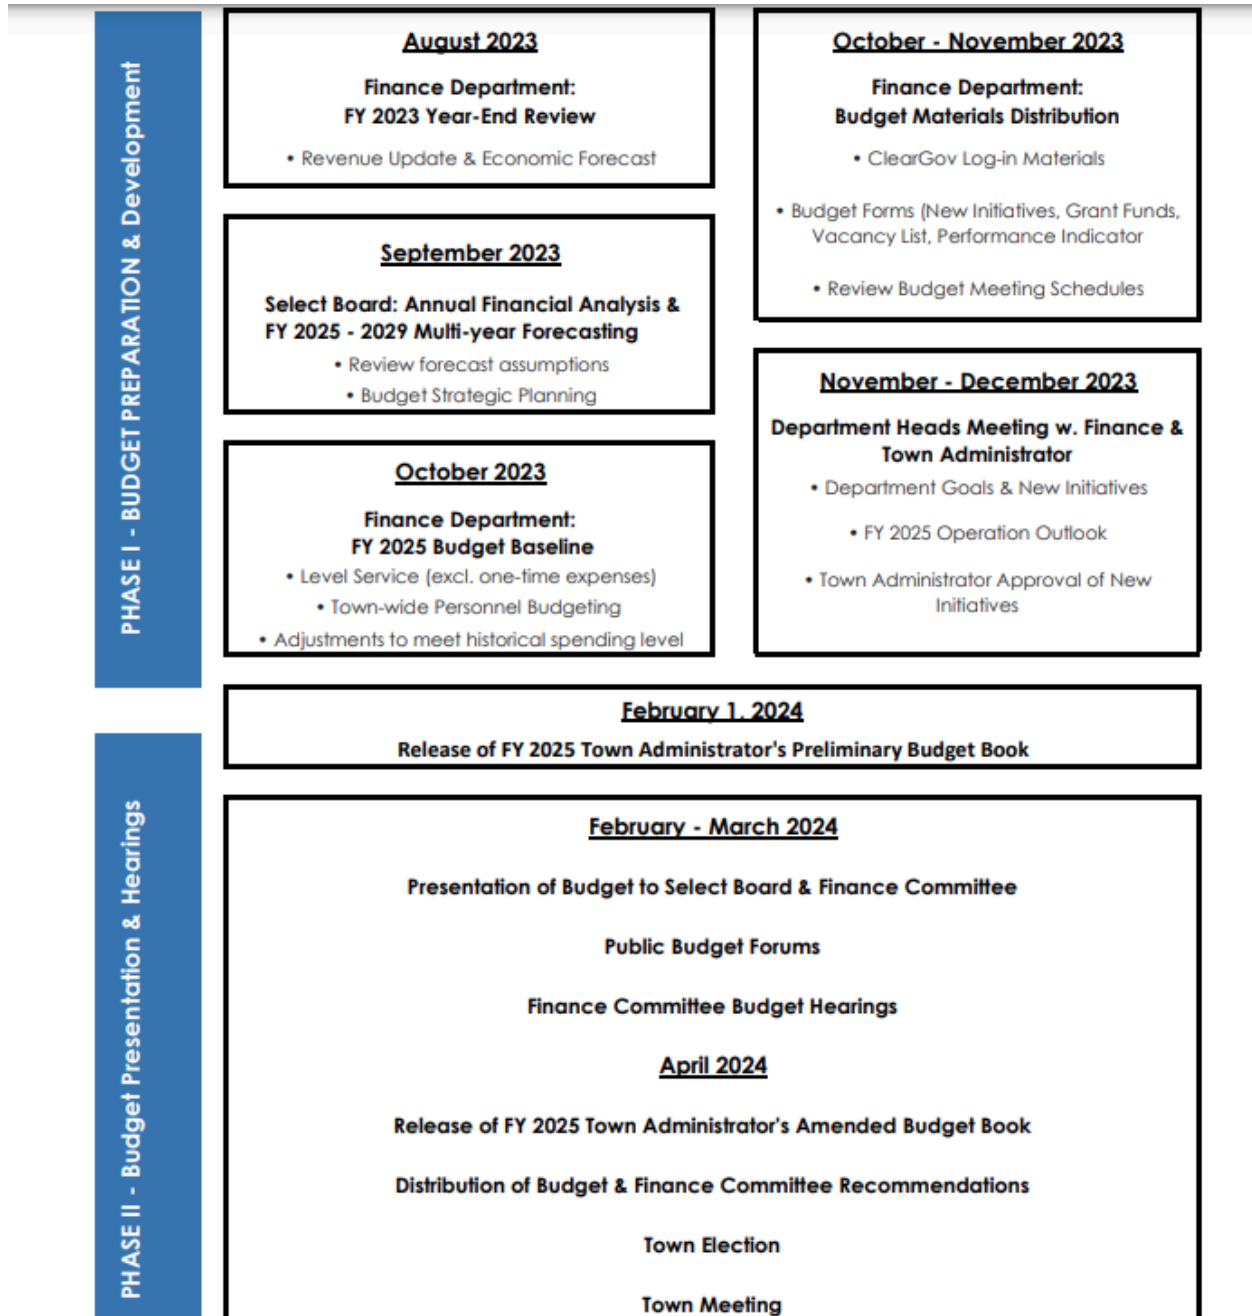 PHASE I - BUDGET PREPARATION & Development
August 2023
Finance Department:
FY 2023 Year-End Review
• Revenue Update & Economic Forecast
September 2023
Select Board: Annual Financial Analysis &
FY 2025 - 2029 Multi-year Forecasting
• Review forecast assumptions
• Budget Strategic Planning
October 2023
Finance Department:
FY 2025 Budget Baseline
• Level Service (excl. one-time expenses)
• Town-wide Personnel Budgeting
• Adjustments to meet historical spending level
October - November 2023
Finance Department:
Budget Materials Distribution
• ClearGov Log-in Materials
• Budget Forms (New Initiatives, Grant Funds,
Vacancy List, Performance Indicator
• Review Budget Meeting Schedules
November - December 2023
Department Heads Meeting w. Finance &
Town Administrator
• Department Goals & New Initiatives
• FY 2025 Operation Outlook
• Town Administrator Approval of New
Initiatives
PHASE II - Budget Presentation & Hearings
February 1, 2024
Release of FY 2025 Town Administrator's Preliminary Budget Book
February - March 2024
Presentation of Budget to Select Board & Finance Committee
Public Budget Forums
Finance Committee Budget Hearings
April 2024
Release of FY 2025 Town Administrator's Amended Budget Book
Distribution of Budget & Finance Committee Recommendations
Town Election
Town Meeting